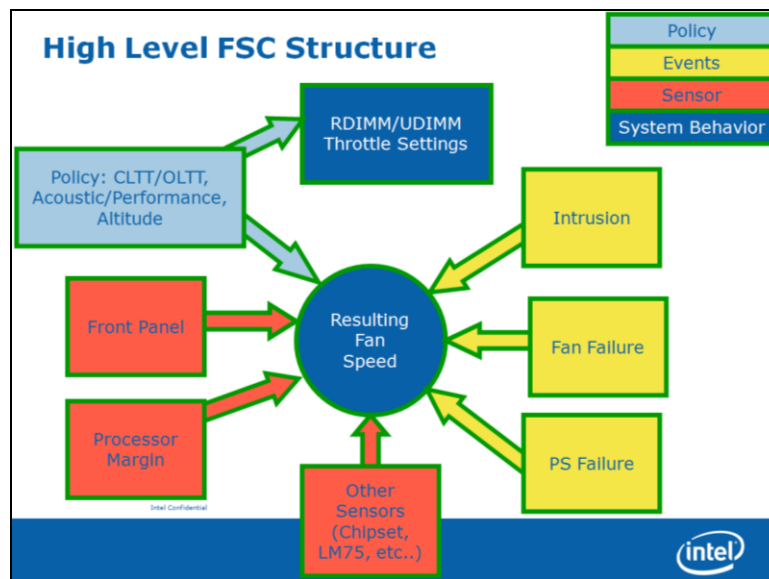 High Level FSC Structure
Policy
Events
Sensor
System Behavior
RDIMM/UDIMM
Throttle Settings
Policy: CLTT/OLTT,
Acoustic/Performance,
Altitude
Intrusion
Front Panel
Resulting
Fan
Speed
Fan Failure
Processor
Margin
PS Failure
Other
Sensors
(Chipset,
LM75, etc..)
Intel Confidential
intel